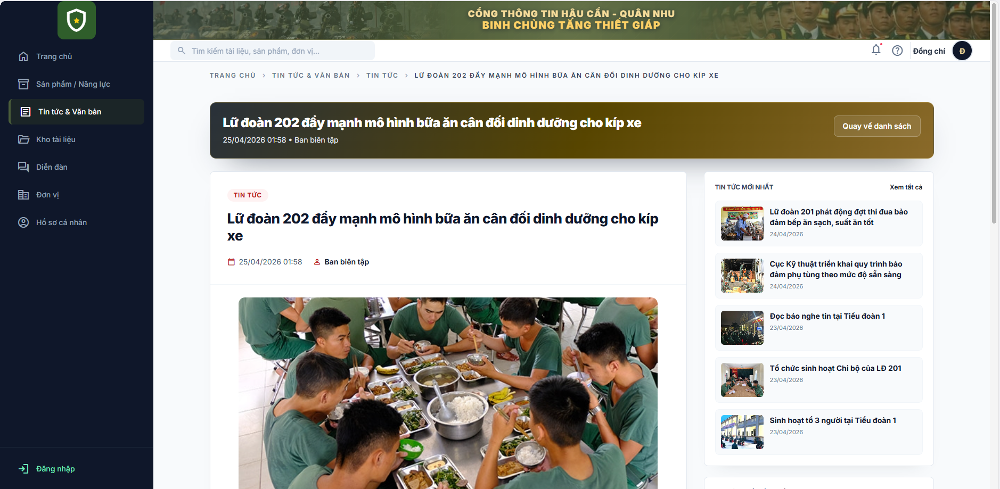 CỔNG THÔNG TIN HẬU CẦN - QUÂN NHU
BINH CHỦNG TĂNG THIẾT GIÁP
Trang chủ
Sản phẩm / Năng lực
Tin tức & Văn bản
Kho tài liệu
Diễn đàn
Đơn vị
Hồ sơ cá nhân
Đăng nhập
Tìm kiếm tài liệu, sản phẩm, đơn vị...
Đồng chí
Đ
TRANG CHỦ > TIN TỨC & VĂN BẢN > TIN TỨC > LỮ ĐOÀN 202 ĐẨY MẠNH MÔ HÌNH BỮA ĂN CÂN ĐỐI DINH DƯỠNG CHO KÍP XE
Lữ đoàn 202 đẩy mạnh mô hình bữa ăn cân đối dinh dưỡng cho kíp xe
25/04/2026 01:58 • Ban biên tập
Quay về danh sách
TIN TỨC
Lữ đoàn 202 đẩy mạnh mô hình bữa ăn cân đối dinh dưỡng cho kíp
xe
25/04/2026 01:58 Ban biên tập
TIN TỨC MỚI NHẤT
Xem tất cả
Lữ đoàn 201 phát động đợt thi đua bảo
đảm bếp ăn sạch, suất ăn tốt
24/04/2026
Cục Kỹ thuật triển khai quy trình bảo
đảm phụ tùng theo mức độ sẵn sàng
24/04/2026
Đọc báo nghe tin tại Tiểu đoàn 1
23/04/2026
Tổ chức sinh hoạt Chi bộ của LĐ 201
23/04/2026
Sinh hoạt tổ 3 người tại Tiểu đoàn 1
23/04/2026